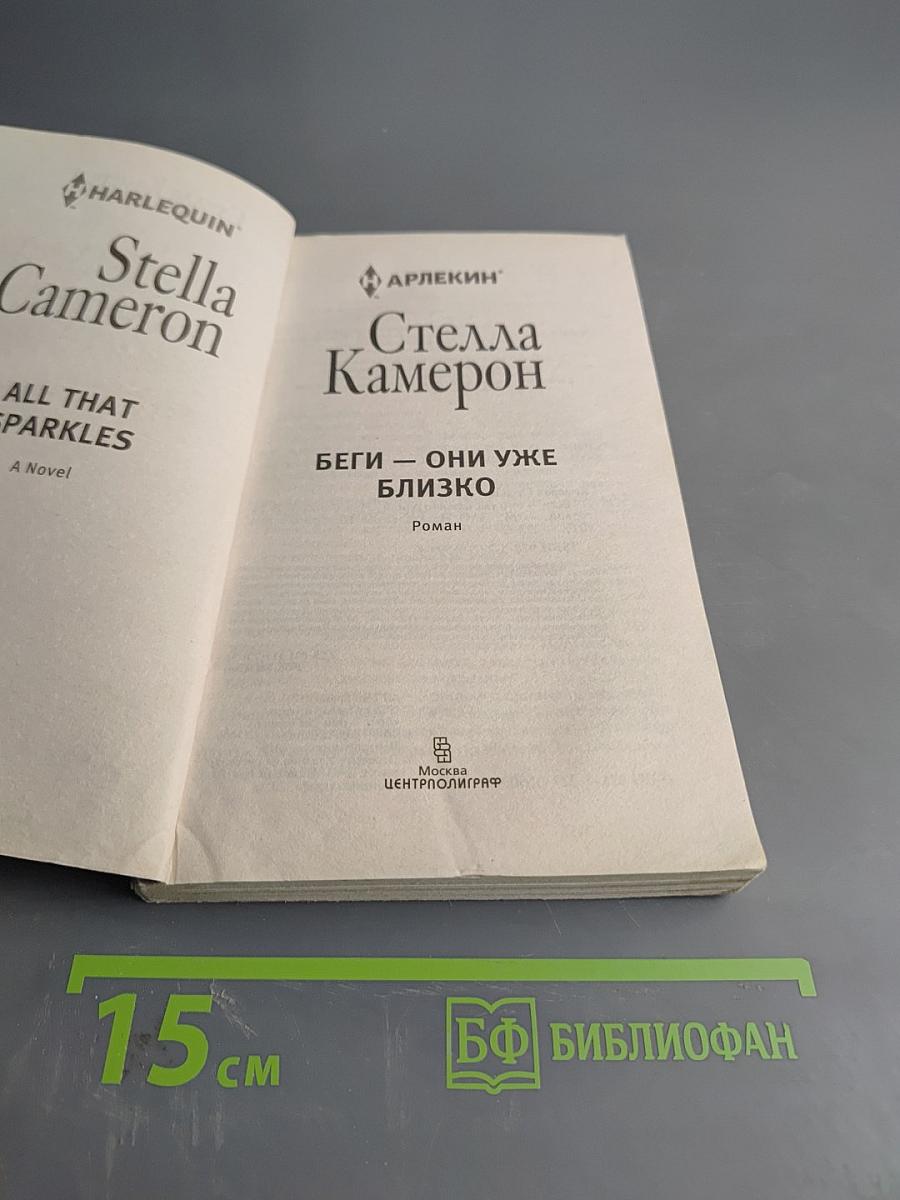 HARLEQUIN®
Stella
Cameron
ALL THAT
SPARKLES
A Novel
АРЛЕКИН®
Стелла
Камерон
БЕГИ — ОНИ УЖЕ
БЛИЗКО
Роман
Москва
ЦЕНТРПОЛИГРАФ
15 см
БФ БИБЛИОФАН